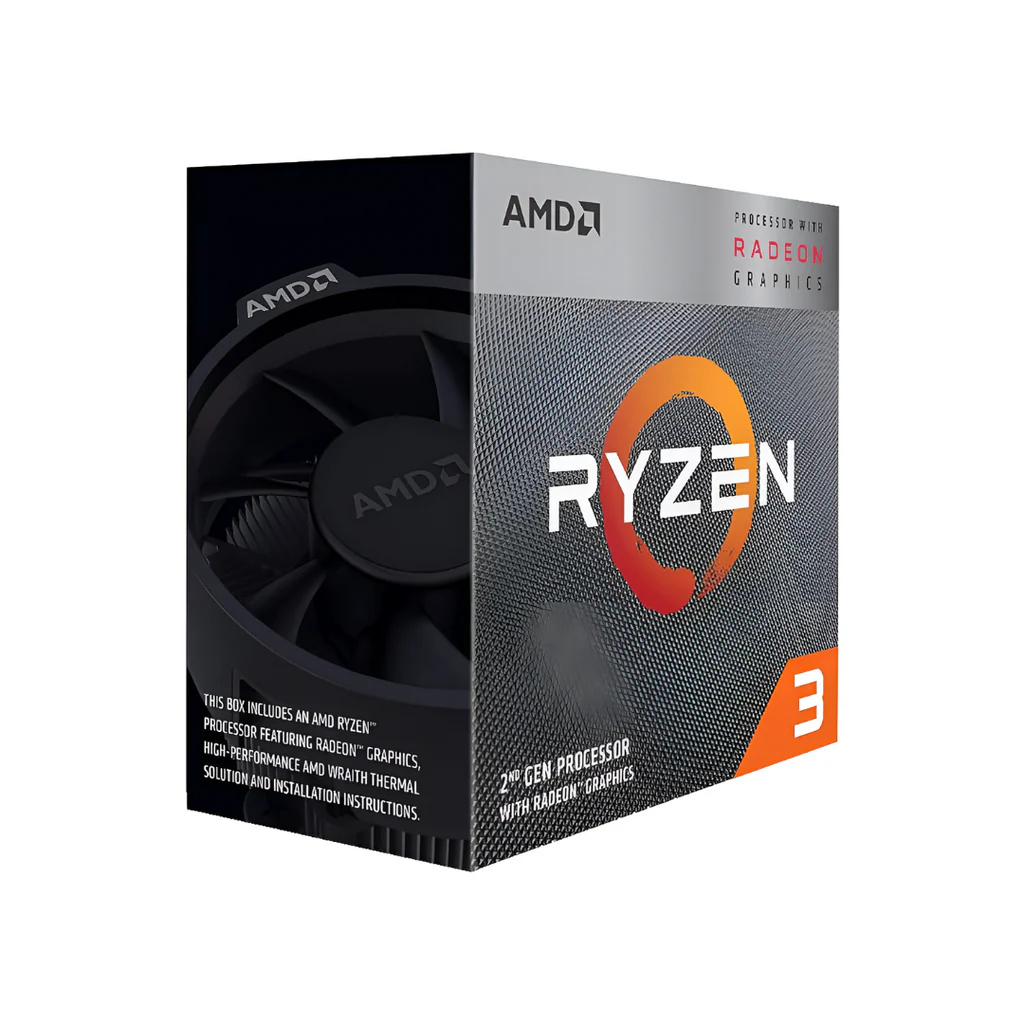 AMD
AMD
THIS BOX INCLUDES AN AMD RYZEN™
PROCESSOR FEATURING RADEON™ GRAPHICS,
HIGH-PERFORMANCE AMD WRAITH THERMAL
SOLUTION AND INSTALLATION INSTRUCTIONS.
AMD
PROCESSOR WITH
RADEON
GRAPHICS
RYZEN
3
2ND GEN PROCESSOR
WITH RADEON™ GRAPHICS